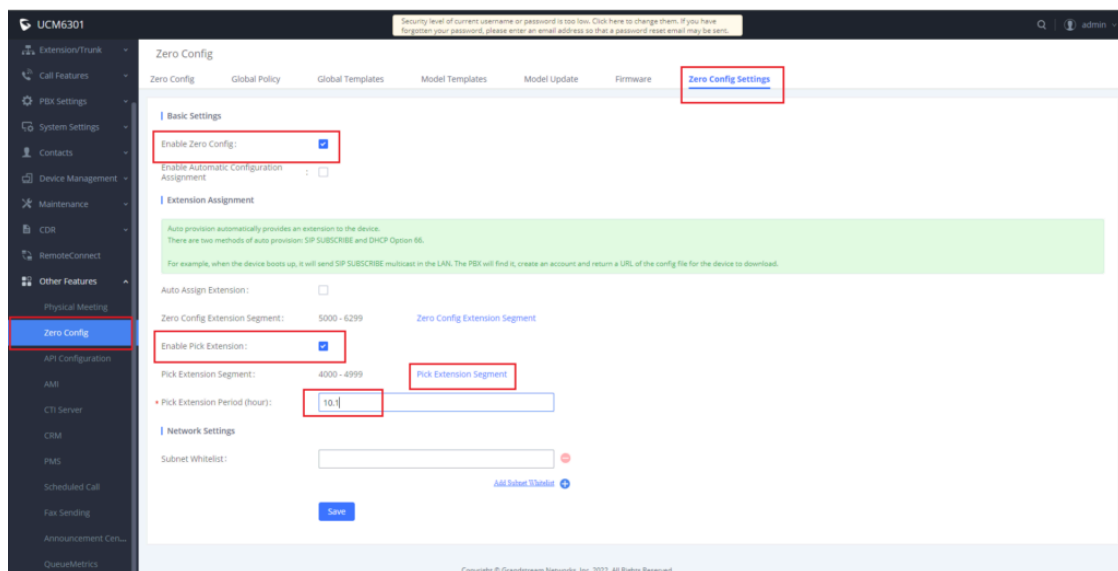 UCM6301
Security level of current username or password is too low. Click here to change them. If you have
forgotten your password, please enter an email address so that a password reset email may be sent.
admin
Extension/Trunk
Call Features
PBX Settings
System Settings
Contacts
Device Management
Maintenance
CDR
RemoteConnect
Other Features
Physical Meeting
Zero Config
API Configuration
AMI
CTI Server
CRM
PMS
Scheduled Call
Fax Sending
Announcement Cen...
QueueMetrics
Zero Config
Zero Config Global Policy Global Templates Model Templates Model Update Firmware Zero Config Settings
Basic Settings
Enable Zero Config:
Enable Automatic Configuration
Assignment :
Extension Assignment
Auto provision automatically provides an extension to the device.
There are two methods of auto provision: SIP SUBSCRIBE and DHCP Option 66.
For example, when the device boots up, it will send SIP SUBSCRIBE multicast in the LAN. The PBX will find it, create an account and return a URL of the config file for the device to download.
Auto Assign Extension:
Zero Config Extension Segment: 5000 - 6299 Zero Config Extension Segment
Enable Pick Extension:
Pick Extension Segment: 4000 - 4999 Pick Extension Segment
* Pick Extension Period (hour): 10.1
Network Settings
Subnet Whitelist:
Add Subnet Whitelist
Save
Copyright © Grandstream Networks, Inc. 2022. All Rights Reserved.